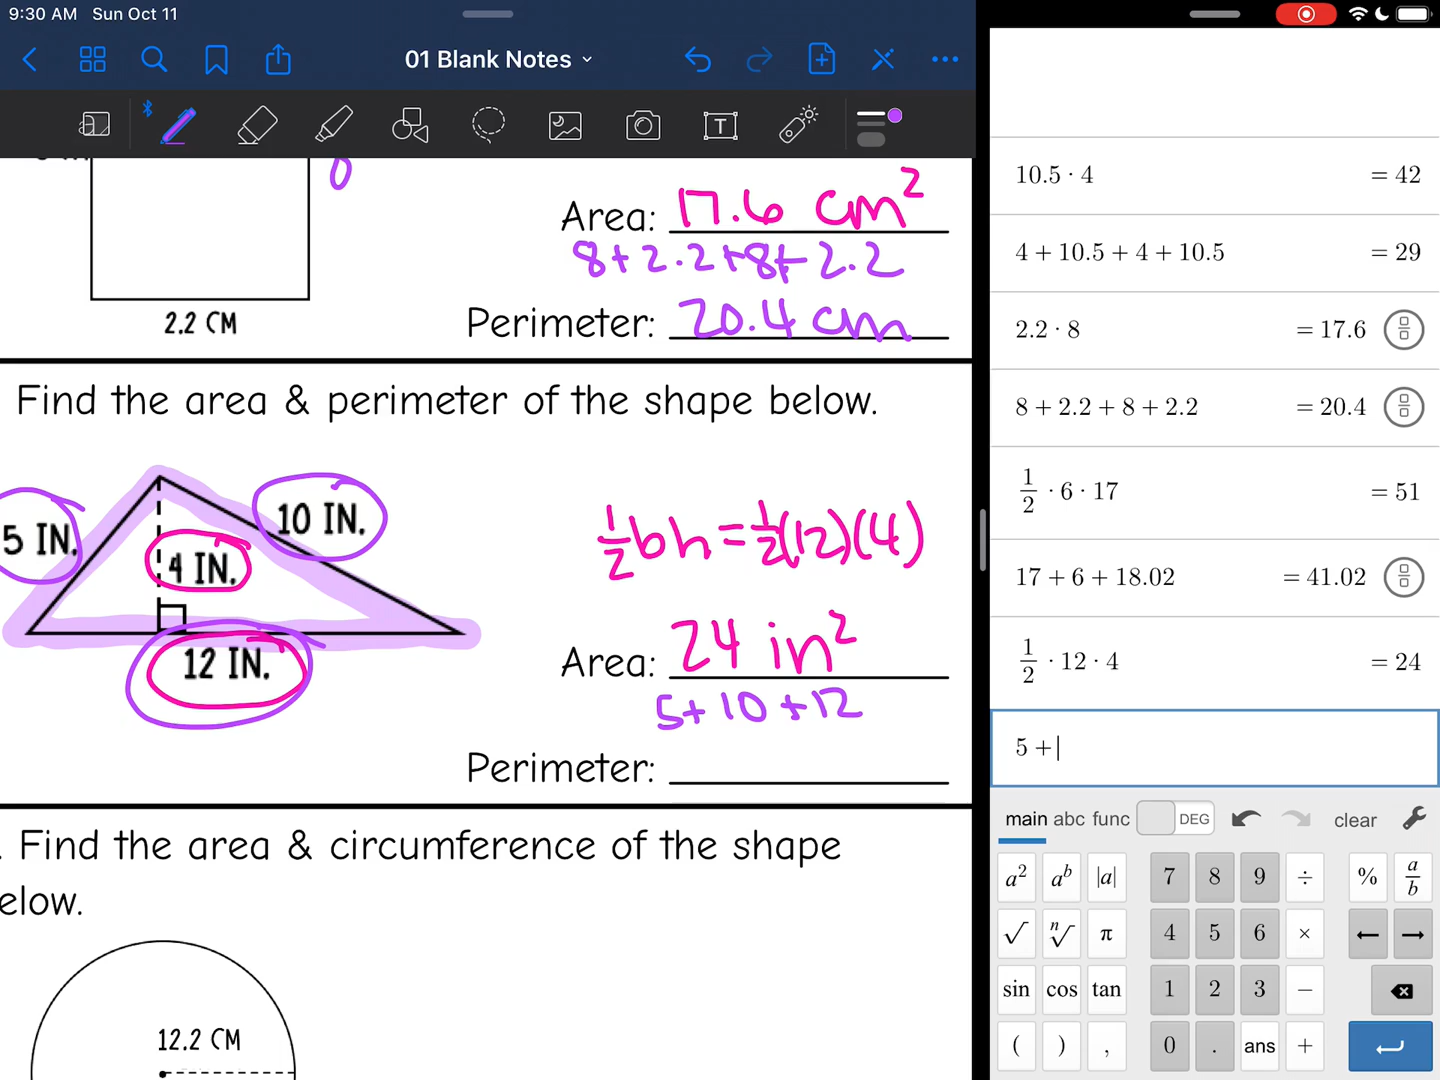 9:30 AM Sun Oct 11
01 Blank Notes
T
8
Area: 17.6 cm²
8+2.2+8+2.2
2.2 CM
Perimeter: 20.4 cm
Find the area & perimeter of the shape below.
5 IN.
10 IN.
4 IN.
12 IN.
½bh=½(12)(4)
Area: 24 in²
5+10+12
Perimeter:
. Find the area & circumference of the shape
elow.
12.2 CM
10.5 · 4 = 42
4 + 10.5 + 4 + 10.5 = 29
2.2 · 8 = 17.6
8 + 2.2 + 8 + 2.2 = 20.4
1/2 · 6 · 17 = 51
17 + 6 + 18.02 = 41.02
1/2 · 12 · 4 = 24
5 +
main abc func DEG clear
a² aᵇ |a| 7 8 9 ÷ % a/b
√ ⁿ√ π 4 5 6 × ← →
sin cos tan 1 2 3 −
( ) , 0 . ans +